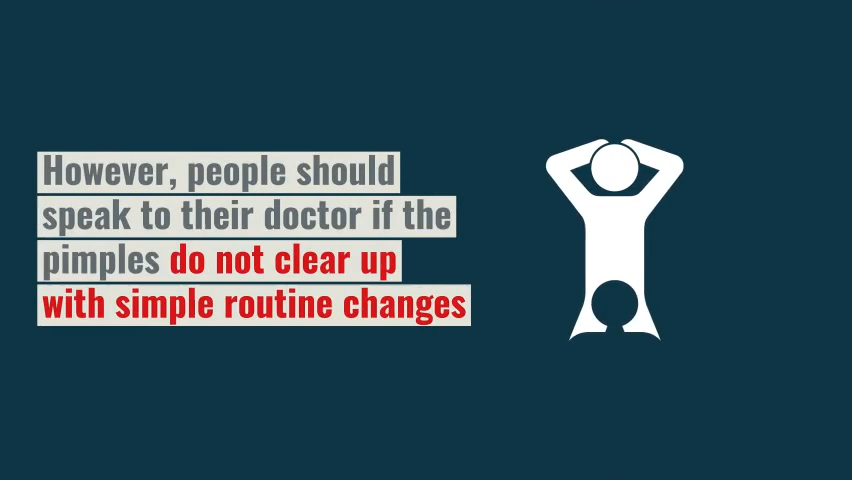 However, people should
speak to their doctor if the
pimples do not clear up
with simple routine changes